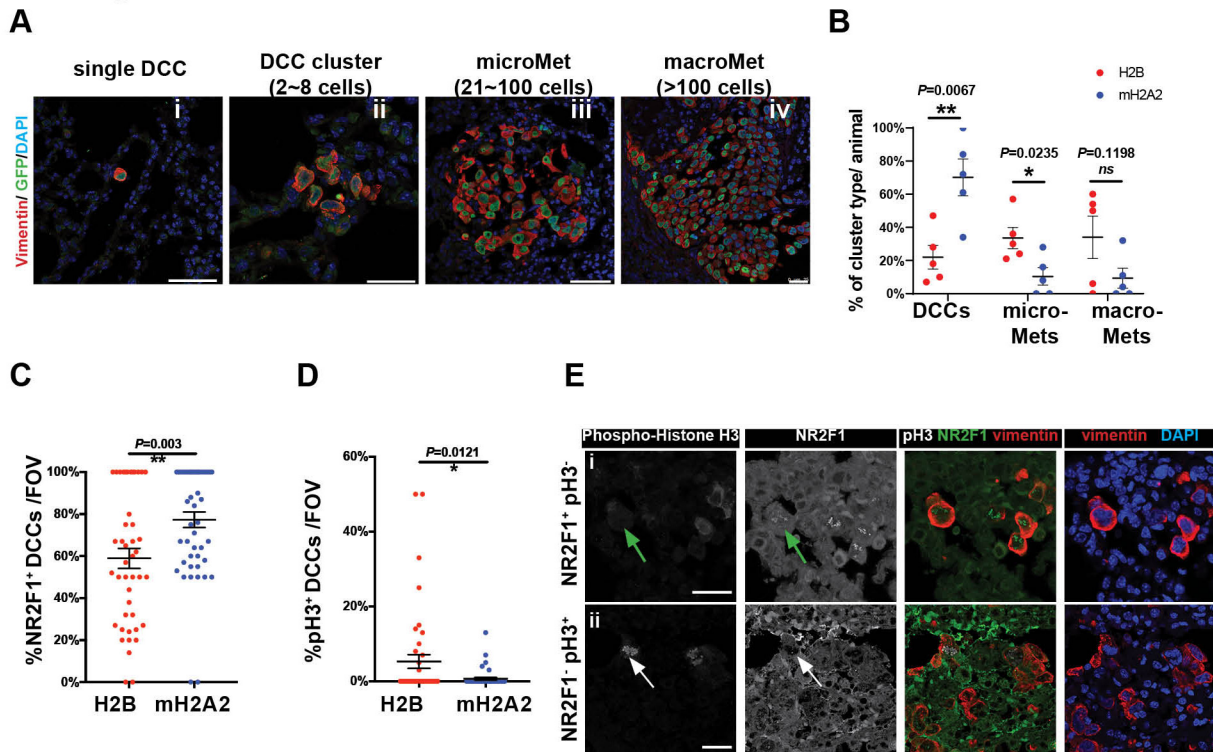 A
single DCC
DCC cluster
(2~8 cells)
microMet
(21~100 cells)
macroMet
(>100 cells)
Vimentin/ GFP/DAPI
i
ii
iii
iv
B
H2B
mH2A2
% of cluster type/ animal
100%
80%
60%
40%
20%
0%
P=0.0067
**
P=0.0235
*
P=0.1198
ns
DCCs
micro-
Mets
macro-
Mets
C
%NR2F1+ DCCs /FOV
P=0.003
**
100%
80%
60%
40%
20%
0%
H2B
mH2A2
D
%pH3+ DCCs /FOV
P=0.0121
*
60%
40%
20%
0%
H2B
mH2A2
E
Phospho-Histone H3
NR2F1
pH3 NR2F1 vimentin
vimentin DAPI
NR2F1+ pH3-
i
NR2F1- pH3+
ii